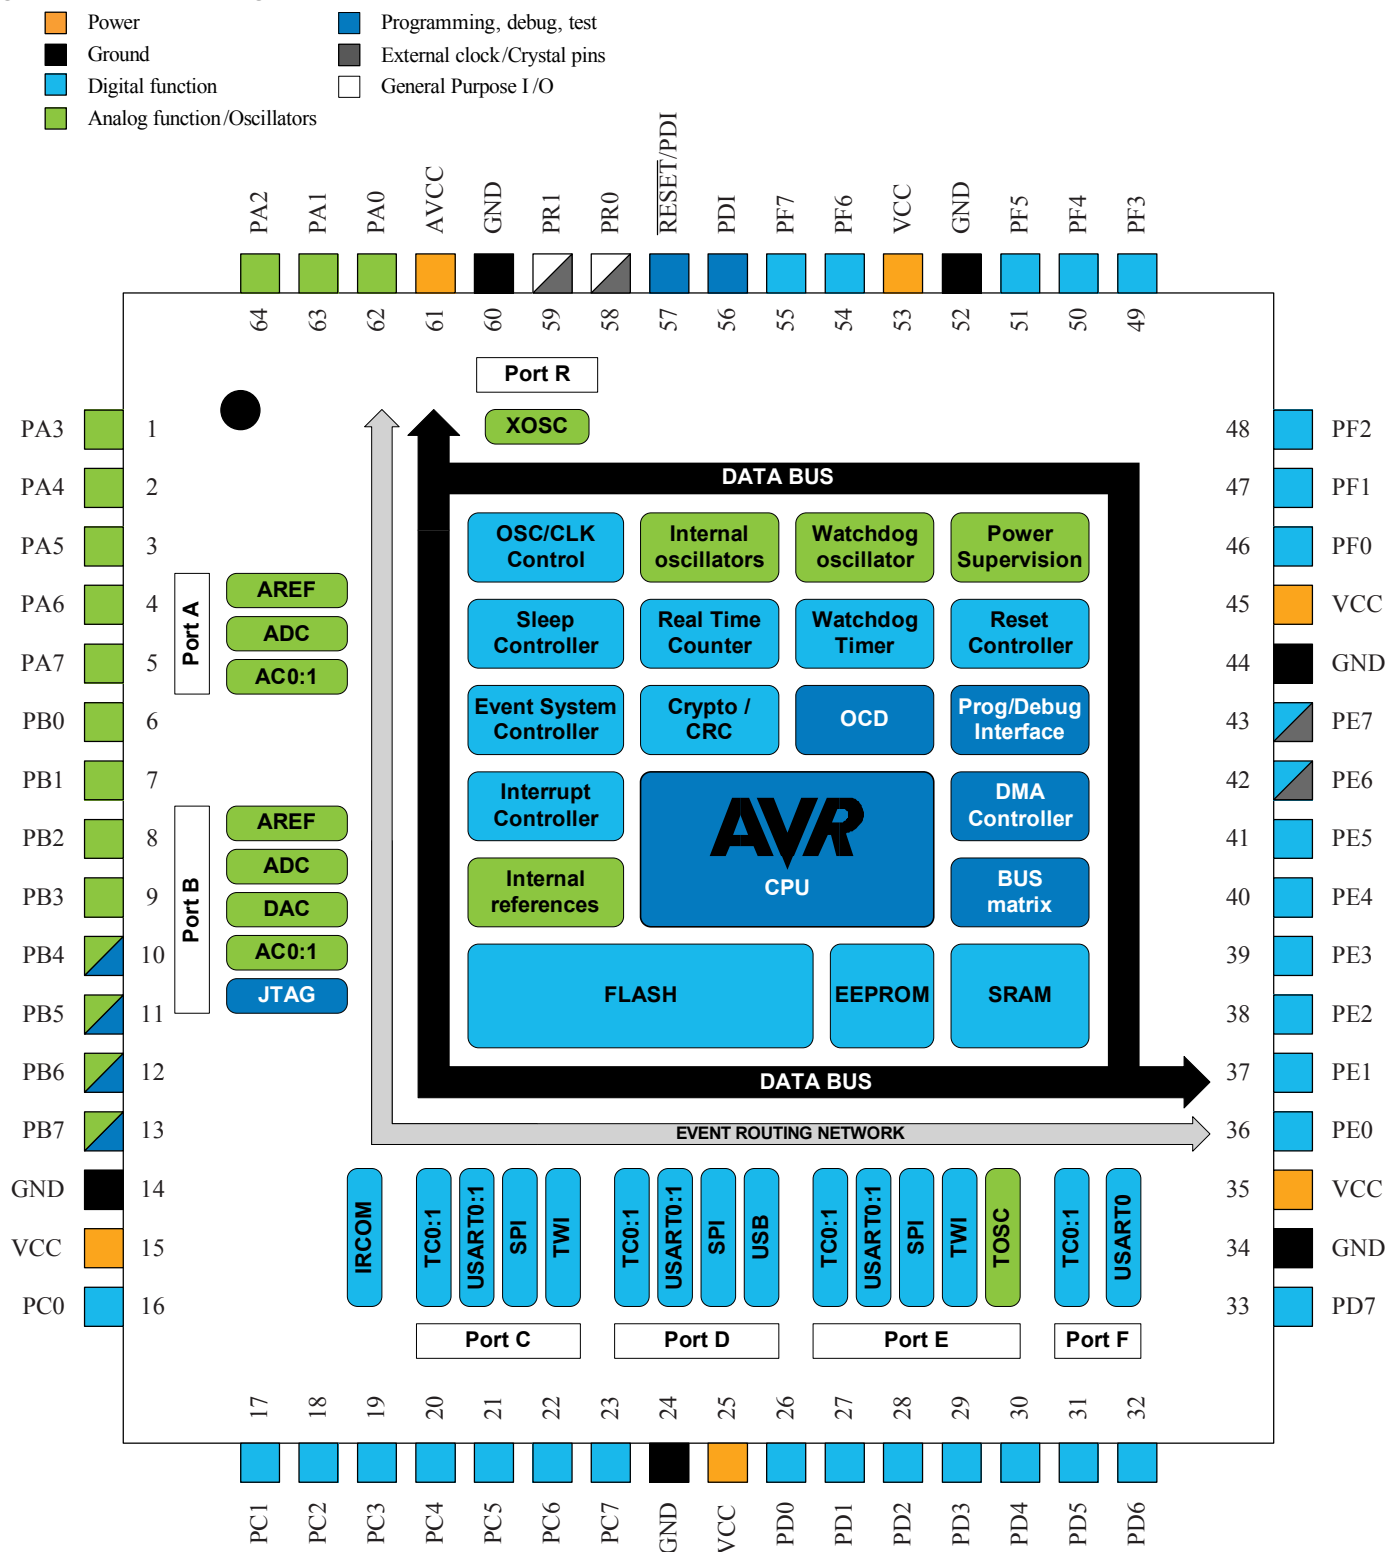 Power
Ground
Digital function
Analog function/Oscillators
Programming, debug, test
External clock/Crystal pins
General Purpose I/O
PA2
PA1
PA0
AVCC
GND
PR1
PR0
RESET/PDI
PDI
PF7
PF6
VCC
GND
PF5
PF4
PF3
64
63
62
61
60
59
58
57
56
55
54
53
52
51
50
49
Port R
XOSC
PA3 1
PA4 2
PA5 3
PA6 4
PA7 5
PB0 6
PB1 7
PB2 8
PB3 9
PB4 10
PB5 11
PB6 12
PB7 13
GND 14
VCC 15
PC0 16
Port A
AREF
ADC
AC0:1
Port B
AREF
ADC
DAC
AC0:1
JTAG
DATA BUS
OSC/CLK
Control
Internal
oscillators
Watchdog
oscillator
Power
Supervision
Sleep
Controller
Real Time
Counter
Watchdog
Timer
Reset
Controller
Event System
Controller
Crypto /
CRC
OCD
Prog/Debug
Interface
Interrupt
Controller
AVR
CPU
DMA
Controller
Internal
references
BUS
matrix
FLASH
EEPROM
SRAM
DATA BUS
EVENT ROUTING NETWORK
48 PF2
47 PF1
46 PF0
45 VCC
44 GND
43 PE7
42 PE6
41 PE5
40 PE4
39 PE3
38 PE2
37 PE1
36 PE0
35 VCC
34 GND
33 PD7
IRCOM
TC0:1
USART0:1
SPI
TWI
TC0:1
USART0:1
SPI
USB
TC0:1
USART0:1
SPI
TWI
TOSC
TC0:1
USART0
Port C
Port D
Port E
Port F
17
18
19
20
21
22
23
24
25
26
27
28
29
30
31
32
PC1
PC2
PC3
PC4
PC5
PC6
PC7
GND
VCC
PD0
PD1
PD2
PD3
PD4
PD5
PD6